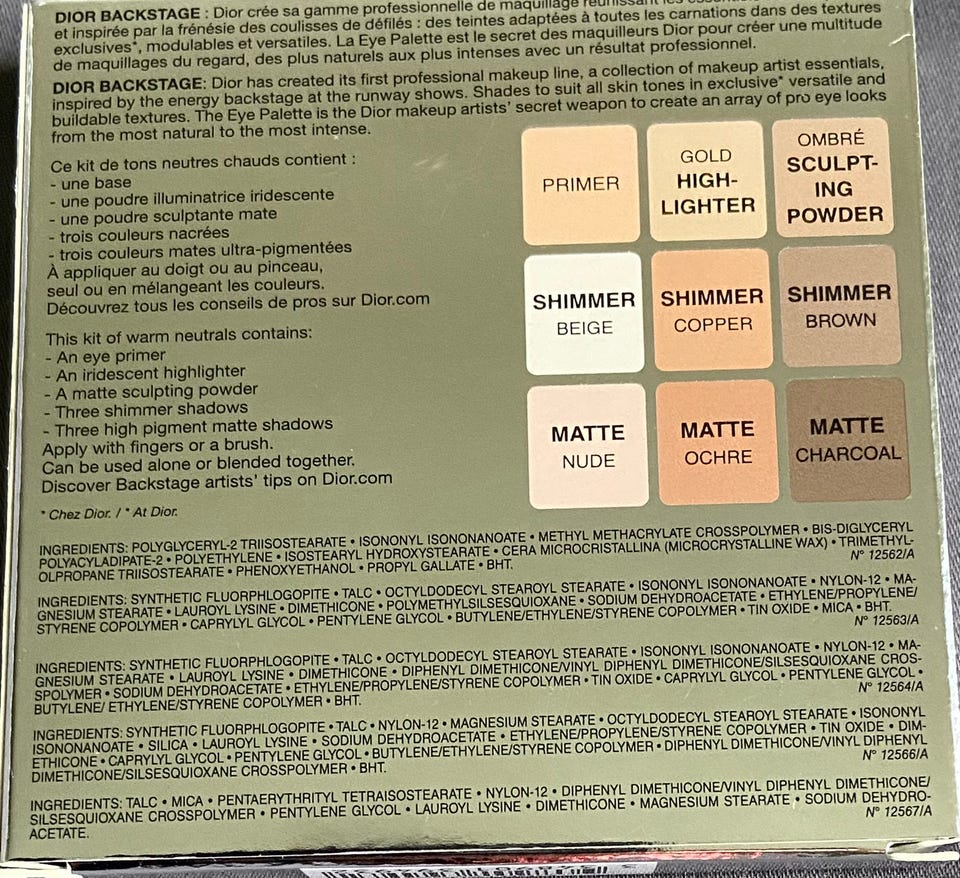 DIOR BACKSTAGE : Dior crée sa gamme professionnelle de maquillage réunissant les
et inspirée par la frénésie des coulisses de défilés : des teintes adaptées à toutes les carnations dans des textures
exclusives*, modulables et versatiles. La Eye Palette est le secret des maquilleurs Dior pour créer une multitude
de maquillages du regard, des plus naturels aux plus intenses avec un résultat professionnel.
DIOR BACKSTAGE: Dior has created its first professional makeup line, a collection of makeup artist essentials,
inspired by the energy backstage at the runway shows. Shades to suit all skin tones in exclusive* versatile and
buildable textures. The Eye Palette is the Dior makeup artists' secret weapon to create an array of pro eye looks
from the most natural to the most intense.
Ce kit de tons neutres chauds contient :
- une base
- une poudre illuminatrice iridescente
- une poudre sculptante mate
- trois couleurs nacrées
- trois couleurs mates ultra-pigmentées
À appliquer au doigt ou au pinceau,
seul ou en mélangeant les couleurs.
Découvrez tous les conseils de pros sur Dior.com
This kit of warm neutrals contains:
- An eye primer
- An iridescent highlighter
- A matte sculpting powder
- Three shimmer shadows
- Three high pigment matte shadows
Apply with fingers or a brush.
Can be used alone or blended together.
Discover Backstage artists' tips on Dior.com
* Chez Dior. / * At Dior.
PRIMER
GOLD
HIGH-
LIGHTER
OMBRÉ
SCULPT-
ING
POWDER
SHIMMER
BEIGE
SHIMMER
COPPER
SHIMMER
BROWN
MATTE
NUDE
MATTE
OCHRE
MATTE
CHARCOAL
INGREDIENTS: POLYGLYCERYL-2 TRIISOSTEARATE • ISONONYL ISONONANOATE • METHYL METHACRYLATE CROSSPOLYMER • BIS-DIGLYCERYL
POLYACYLADIPATE-2 • POLYETHYLENE • ISOSTEARYL HYDROXYSTEARATE • CERA MICROCRISTALLINA (MICROCRYSTALLINE WAX) • TRIMETHYL-
OLPROPANE TRIISOSTEARATE • PHENOXYETHANOL • PROPYL GALLATE • BHT.
N° 12562/A
INGREDIENTS: SYNTHETIC FLUORPHLOGOPITE • TALC • OCTYLDODECYL STEAROYL STEARATE • ISONONYL ISONONANOATE • NYLON-12 • MA-
GNESIUM STEARATE • LAUROYL LYSINE • DIMETHICONE • POLYMETHYLSILSESQUIOXANE • SODIUM DEHYDROACETATE • ETHYLENE/PROPYLENE/
STYRENE COPOLYMER • CAPRYLYL GLYCOL • PENTYLENE GLYCOL • BUTYLENE/ETHYLENE/STYRENE COPOLYMER • TIN OXIDE • MICA • BHT.
N° 12563/A
INGREDIENTS: SYNTHETIC FLUORPHLOGOPITE • TALC • OCTYLDODECYL STEAROYL STEARATE • ISONONYL ISONONANOATE • NYLON-12 • MA-
GNESIUM STEARATE • LAUROYL LYSINE • DIMETHICONE • DIPHENYL DIMETHICONE/VINYL DIPHENYL DIMETHICONE/SILSESQUIOXANE CROS-
SPOLYMER • SODIUM DEHYDROACETATE • ETHYLENE/PROPYLENE/STYRENE COPOLYMER • TIN OXIDE • CAPRYLYL GLYCOL • PENTYLENE GLYCOL •
BUTYLENE/ ETHYLENE/STYRENE COPOLYMER • BHT.
N° 12564/A
INGREDIENTS: SYNTHETIC FLUORPHLOGOPITE • TALC • NYLON-12 • MAGNESIUM STEARATE • OCTYLDODECYL STEAROYL STEARATE • ISONONYL
ISONONANOATE • SILICA • LAUROYL LYSINE • SODIUM DEHYDROACETATE • ETHYLENE/PROPYLENE/STYRENE COPOLYMER • TIN OXIDE • DIM-
ETHICONE • CAPRYLYL GLYCOL • PENTYLENE GLYCOL • BUTYLENE/ETHYLENE/STYRENE COPOLYMER • DIPHENYL DIMETHICONE/VINYL DIPHENYL
DIMETHICONE/SILSESQUIOXANE CROSSPOLYMER • BHT.
N° 12566/A
INGREDIENTS: TALC • MICA • PENTAERYTHRITYL TETRAISOSTEARATE • NYLON-12 • DIPHENYL DIMETHICONE/VINYL DIPHENYL DIMETHICONE/
SILSESQUIOXANE CROSSPOLYMER • PENTYLENE GLYCOL • LAUROYL LYSINE • DIMETHICONE • MAGNESIUM STEARATE • SODIUM DEHYDRO-
ACETATE.
N° 12567/A